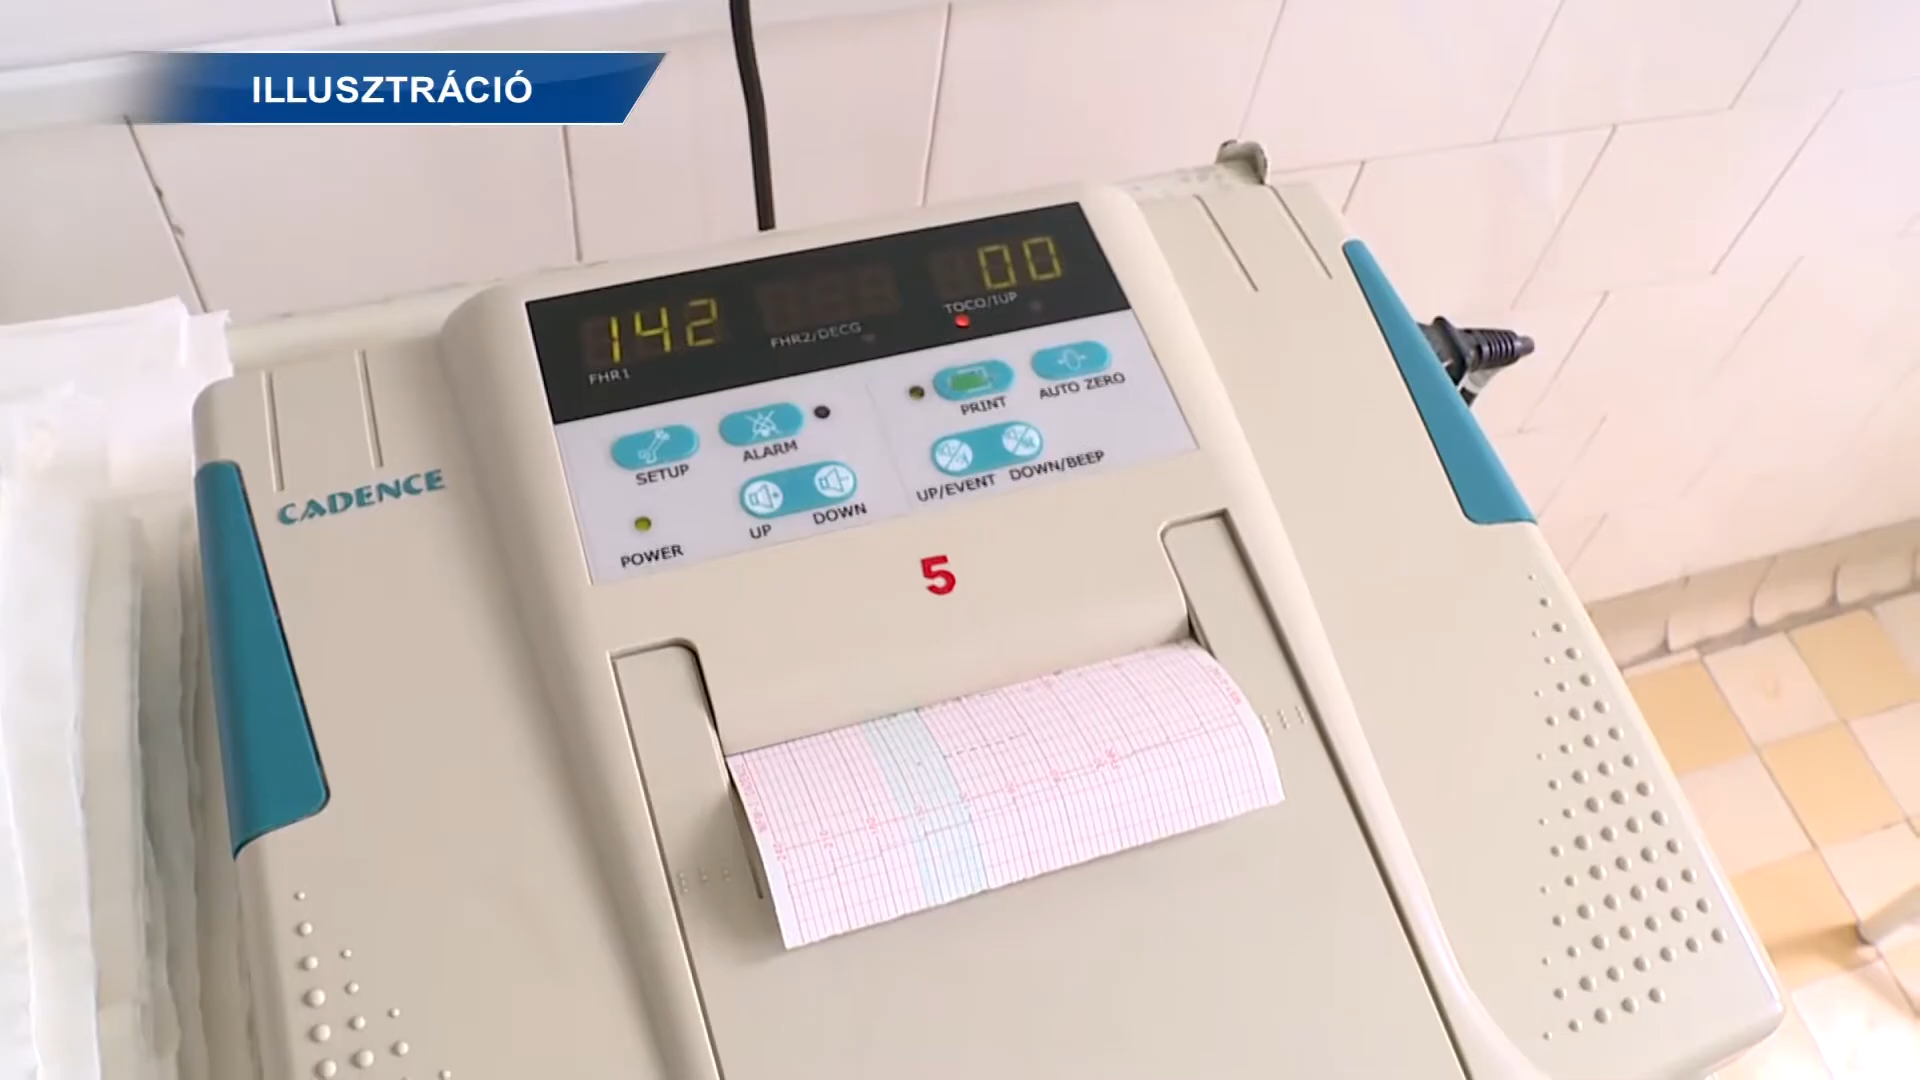 ILLUSZTRÁCIÓ
142
00
FHR1
FHR2/DECG
TOCO/IUP
CADENCE
SETUP
ALARM
PRINT
AUTO ZERO
UP
DOWN
UP/EVENT
DOWN/BEEP
POWER
5